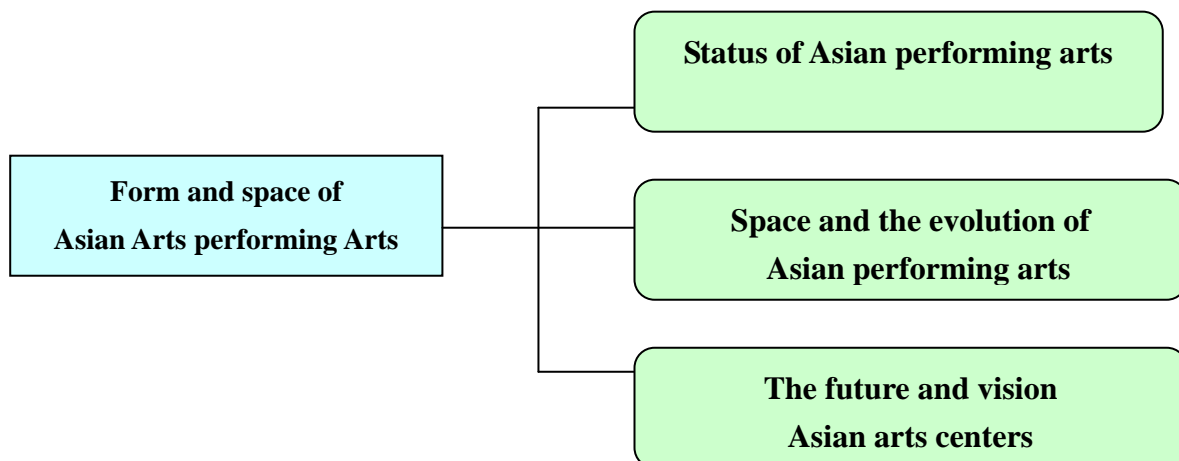 Form and space of
Asian Arts performing Arts
Status of Asian performing arts
Space and the evolution of
Asian performing arts
The future and vision
Asian arts centers